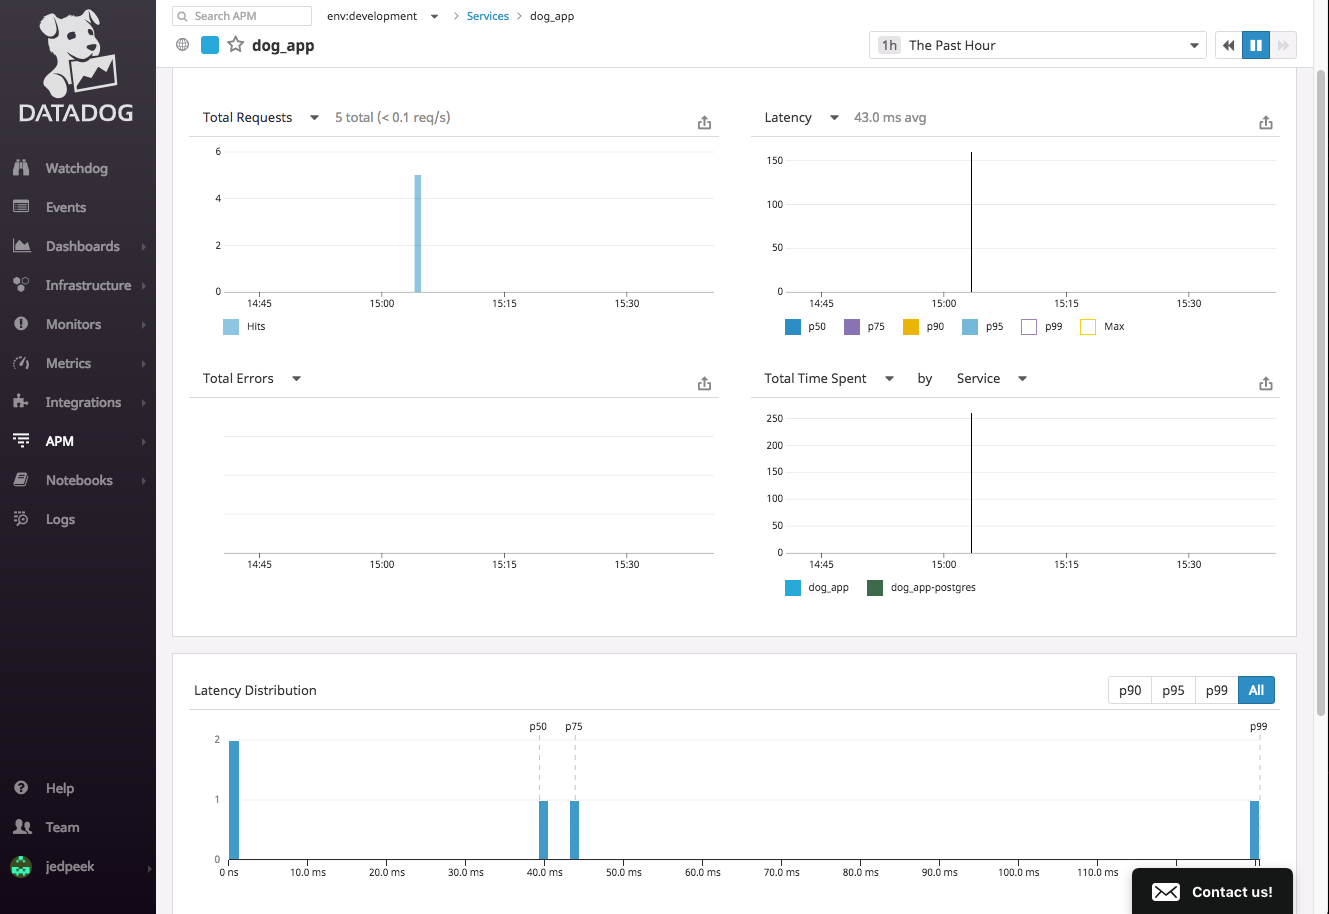 DATADOG
Watchdog
Events
Dashboards
Infrastructure
Monitors
Metrics
Integrations
APM
Notebooks
Logs
Help
Team
jedpeek
Search APM env:development > Services > dog_app
dog_app 1h The Past Hour
Total Requests 5 total (< 0.1 req/s)
6
4
2
0
14:45 15:00 15:15 15:30
Hits
Latency 43.0 ms avg
150
100
50
0
14:45 15:00 15:15 15:30
p50 p75 p90 p95 p99 Max
Total Errors
14:45 15:00 15:15 15:30
Total Time Spent by Service
250
200
150
100
50
0
14:45 15:00 15:15 15:30
dog_app dog_app-postgres
Latency Distribution p90 p95 p99 All
p50 p75 p99
2
1
0
0 ns 10.0 ms 20.0 ms 30.0 ms 40.0 ms 50.0 ms 60.0 ms 70.0 ms 80.0 ms 90.0 ms 100.0 ms 110.0 ms
Contact us!